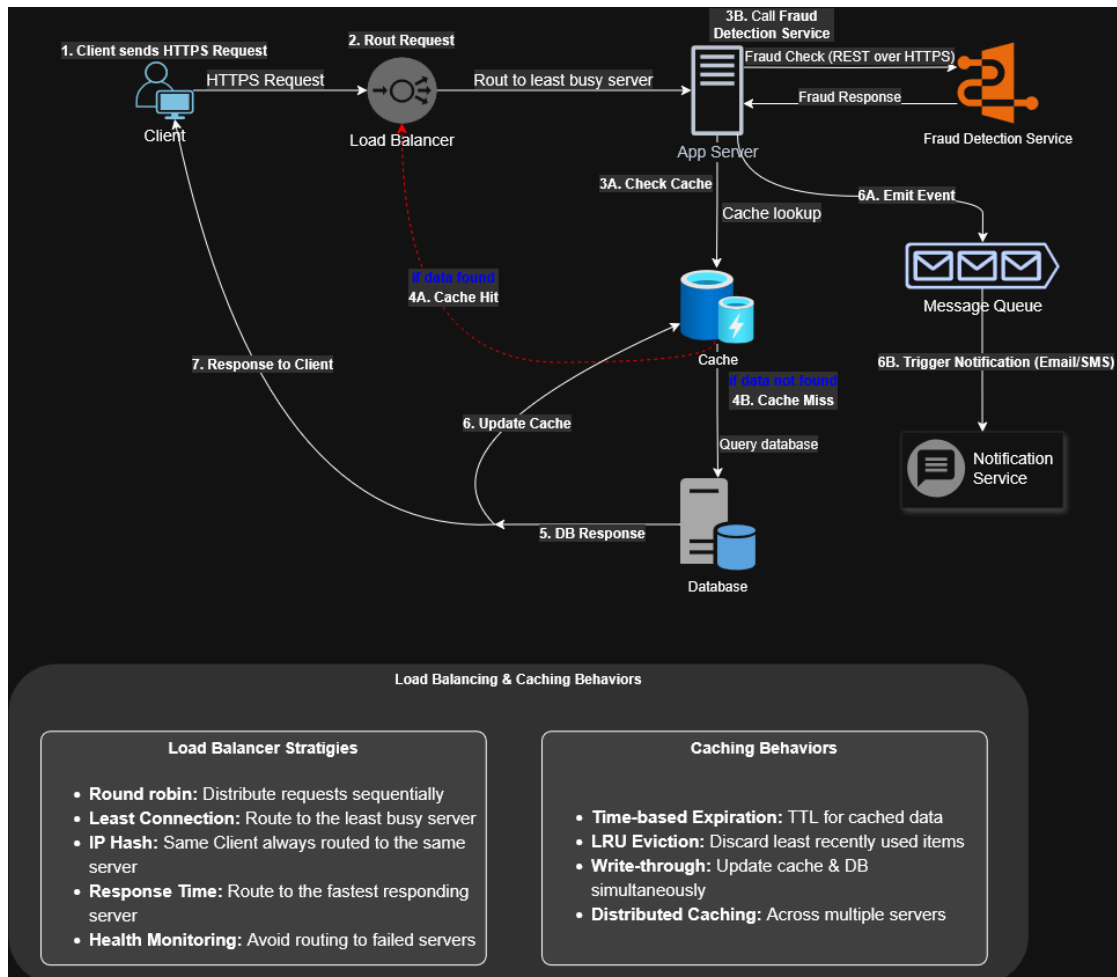 3B. Call Fraud
Detection Service
1. Client sends HTTPS Request
2. Rout Request
HTTPS Request
Rout to least busy server
Fraud Check (REST over HTTPS)
Fraud Response
Client
Load Balancer
App Server
Fraud Detection Service
3A. Check Cache
6A. Emit Event
Cache lookup
if data found
4A. Cache Hit
Message Queue
Cache
7. Response to Client
6B. Trigger Notification (Email/SMS)
if data not found
4B. Cache Miss
6. Update Cache
Query database
Notification
Service
5. DB Response
Database
Load Balancing & Caching Behaviors
Load Balancer Stratigies
• Round robin: Distribute requests sequentially
• Least Connection: Route to the least busy server
• IP Hash: Same Client always routed to the same
server
• Response Time: Route to the fastest responding
server
• Health Monitoring: Avoid routing to failed servers
Caching Behaviors
• Time-based Expiration: TTL for cached data
• LRU Eviction: Discard least recently used items
• Write-through: Update cache & DB
simultaneously
• Distributed Caching: Across multiple servers